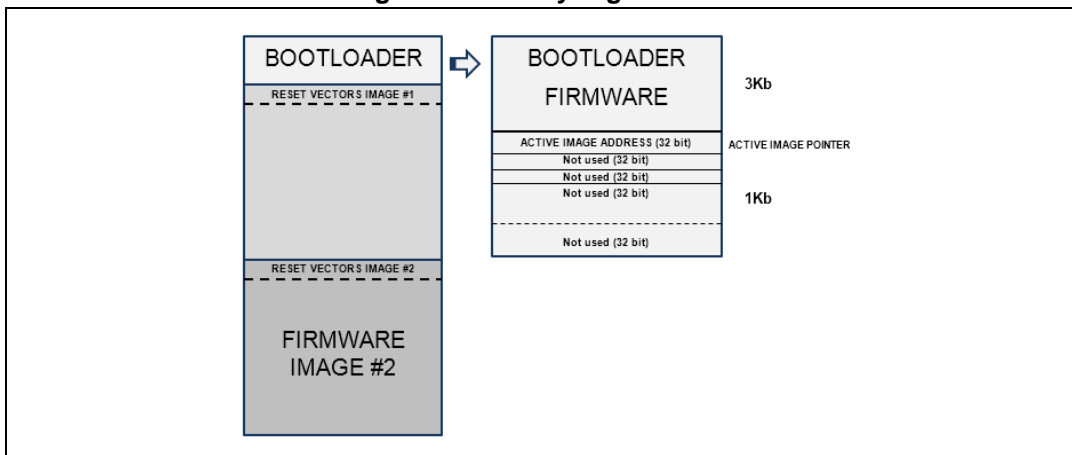 BOOTLOADER
RESET VECTORS IMAGE #1
RESET VECTORS IMAGE #2
FIRMWARE
IMAGE #2
BOOTLOADER
FIRMWARE
3Kb
ACTIVE IMAGE ADDRESS (32 bit)
ACTIVE IMAGE POINTER
Not used (32 bit)
Not used (32 bit)
Not used (32 bit)
1Kb
Not used (32 bit)